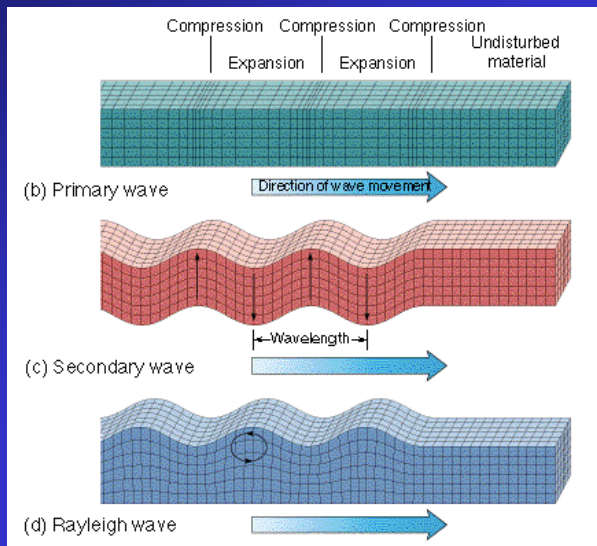 Compression Compression Compression
Expansion Expansion
Undisturbed
material
Direction of wave movement
(b) Primary wave
Wavelength
(c) Secondary wave
(d) Rayleigh wave